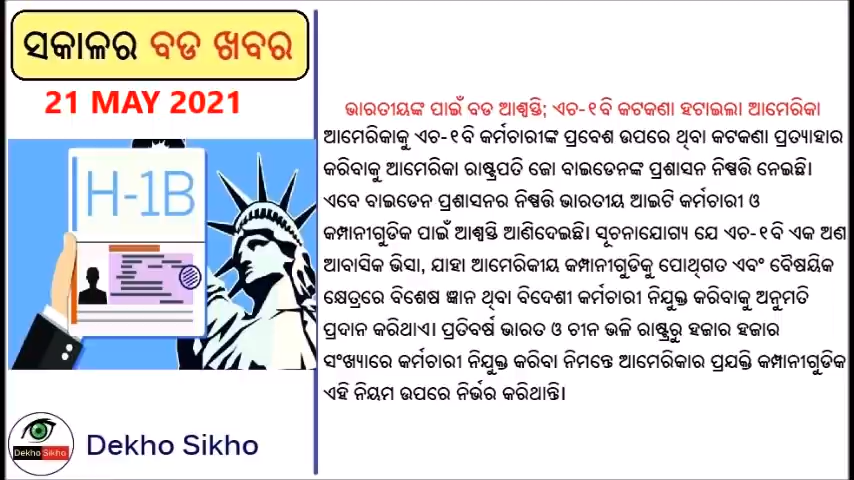 ସକାଳର ବଡ ଖବର
21 MAY 2021
H-1B
Dekho Sikho
Dekho Sikho
ଭାରତୀୟଙ୍କ ପାଇଁ ବଡ ଆଶ୍ୱସ୍ତି; ଏଚ-୧ ବି କଟକଣା ହଟାଇଲା ଆମେରିକା
ଆମେରିକାକୁ ଏଚ-୧ ବି କର୍ମଚାରୀଙ୍କ ପ୍ରବେଶ ଉପରେ ଥିବା କଟକଣା ପ୍ରତ୍ୟାହାର
କରିବାକୁ ଆମେରିକା ରାଷ୍ଟ୍ରପତି ଜୋ ବାଇଡେନଙ୍କ ପ୍ରଶାସନ ନିଷ୍ପତ୍ତି ନେଇଛି।
ଏବେ ବାଇଡେନ ପ୍ରଶାସନର ନିଷ୍ପତ୍ତି ଭାରତୀୟ ଆଇଟି କର୍ମଚାରୀ ଓ
କମ୍ପାନୀଗୁଡିକ ପାଇଁ ଆଶ୍ୱସ୍ତି ଆଣିଦେଇଛି। ସୂଚନାଯୋଗ୍ୟ ଯେ ଏଚ-୧ ବି ଏକ ଅଣ
ଆବାସିକ ଭିସା, ଯାହା ଆମେରିକୀୟ କମ୍ପାନୀଗୁଡିକୁ ପୋଥିଗତ ଏବଂ ବୈଷୟିକ
କ୍ଷେତ୍ରରେ ବିଶେଷ ଜ୍ଞାନ ଥିବା ବିଦେଶୀ କର୍ମଚାରୀ ନିଯୁକ୍ତ କରିବାକୁ ଅନୁମତି
ପ୍ରଦାନ କରିଥାଏ। ପ୍ରତିବର୍ଷ ଭାରତ ଓ ଚୀନ ଭଳି ରାଷ୍ଟ୍ରରୁ ହଜାର ହଜାର
ସଂଖ୍ୟାରେ କର୍ମଚାରୀ ନିଯୁକ୍ତ କରିବା ନିମନ୍ତେ ଆମେରିକାର ପ୍ରଯକ୍ତି କମ୍ପାନୀଗୁଡିକ
ଏହି ନିୟମ ଉପରେ ନିର୍ଭର କରିଥାନ୍ତି।